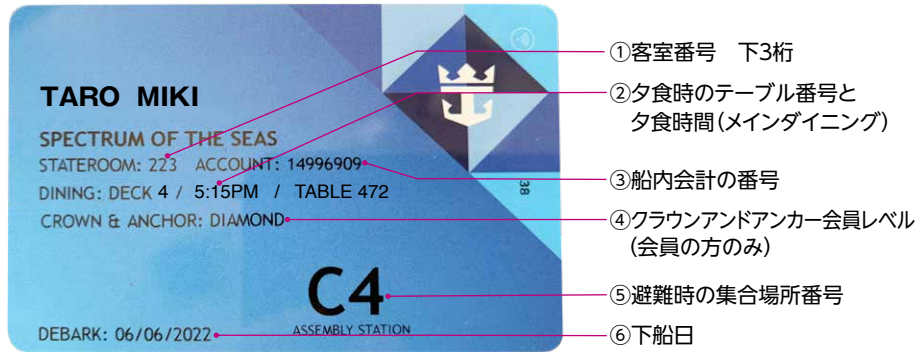 TARO MIKI
SPECTRUM OF THE SEAS
STATEROOM: 223 ACCOUNT: 14996909
DINING: DECK 4 / 5:15PM / TABLE 472
CROWN & ANCHOR: DIAMOND
38
C4
ASSEMBLY STATION
DEBARK: 06/06/2022
①客室番号 下3桁
②夕食時のテーブル番号と
夕食時間(メインダイニング)
③船内会計の番号
④クラウンアンドアンカー会員レベル
(会員の方のみ)
⑤避難時の集合場所番号
⑥下船日